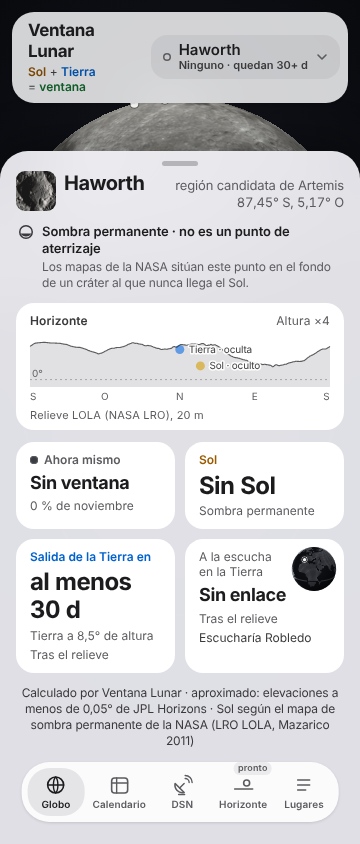 Ventana
Lunar
Sol + Tierra
= ventana
Haworth
Ninguno · quedan 30+ d
Haworth
región candidata de Artemis
87,45° S, 5,17° O
Sombra permanente · no es un punto de
aterrizaje
Los mapas de la NASA sitúan este punto en el fondo
de un cráter al que nunca llega el Sol.
Horizonte
Altura ×4
Tierra · oculta
Sol · oculto
0°
S O N E S
Relieve LOLA (NASA LRO), 20 m
Ahora mismo
Sin ventana
0 % de noviembre
Sol
Sin Sol
Sombra permanente
Salida de la Tierra en
al menos
30 d
Tierra a 8,5° de altura
Tras el relieve
A la escucha
en la Tierra
Sin enlace
Tras el relieve
Escucharía Robledo
Calculado por Ventana Lunar · aproximado: elevaciones a
menos de 0,05° de JPL Horizons · Sol según el mapa de
sombra permanente de la NASA (LRO LOLA, Mazarico
2011)
pronto
Globo Calendario DSN Horizonte Lugares